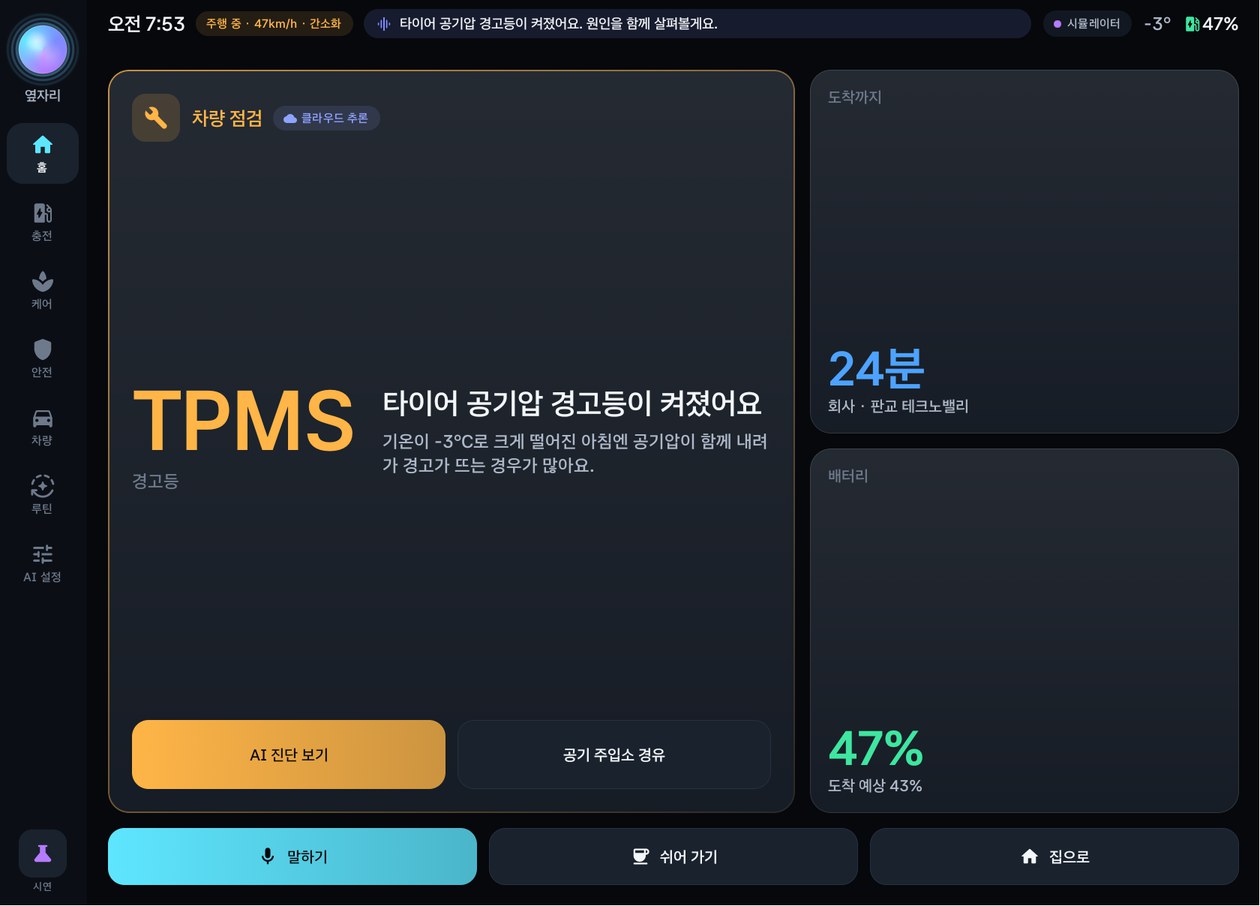 옆자리
홈
충전
케어
안전
차량
루틴
AI 설정
시연
오전 7:53
주행 중 · 47km/h · 간소화
타이어 공기압 경고등이 켜졌어요. 원인을 함께 살펴볼게요.
시뮬레이터
-3°
47%
차량 점검
클라우드 추론
TPMS
경고등
타이어 공기압 경고등이 켜졌어요
기온이 -3°C로 크게 떨어진 아침엔 공기압이 함께 내려
가 경고가 뜨는 경우가 많아요.
AI 진단 보기
공기 주입소 경유
도착까지
24분
회사 · 판교 테크노밸리
배터리
47%
도착 예상 43%
말하기
쉬어 가기
집으로